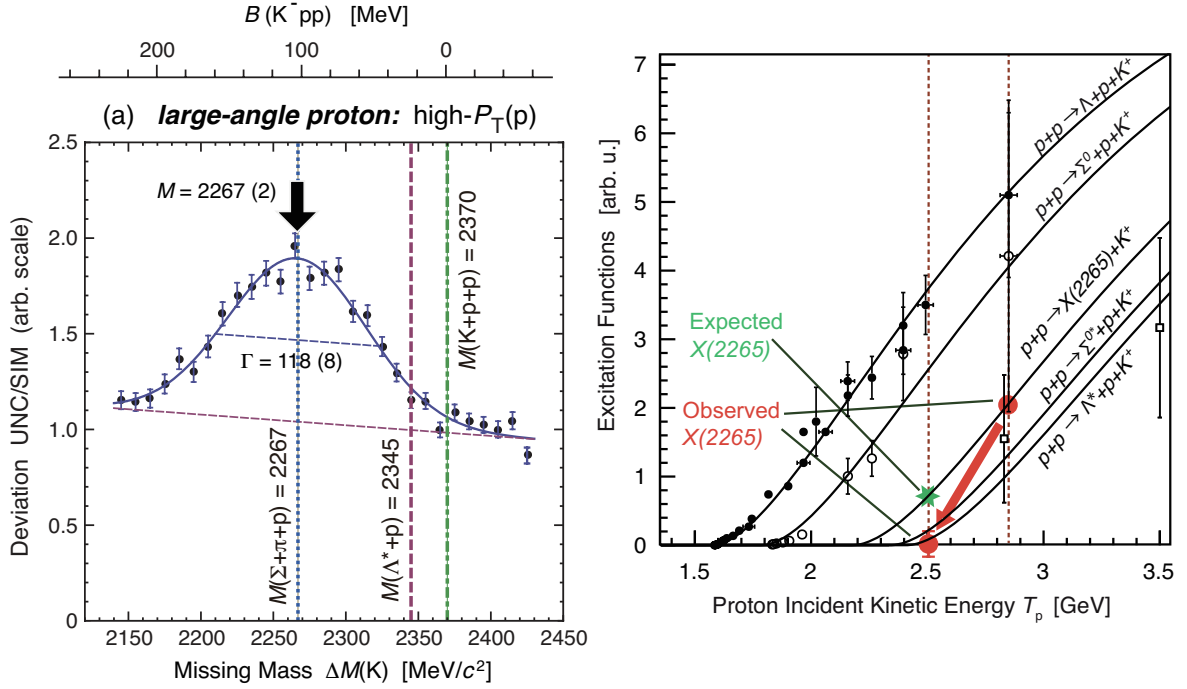 B (K⁻pp) [MeV]
200 100 0
(a) large-angle proton: high-P_T(p)
2.5
2.0
1.5
1.0
0.5
0
Deviation UNC/SIM (arb. scale)
M = 2267 (2)
Γ = 118 (8)
M(Σ+π+p) = 2267
M(Λ*+p) = 2345
M(K+p+p) = 2370
2150 2200 2250 2300 2350 2400 2450
Missing Mass ΔM(K) [MeV/c²]
7
6
5
4
3
2
1
0
Excitation Functions [arb. u.]
p+p → Λ+p+K⁺
p+p → Σ⁰+p+K⁺
p+p → X(2265)+K⁺
p+p → Σ⁰*+p+K⁺
p+p → Λ*+p+K⁺
Expected
X(2265)
Observed
X(2265)
1.5 2 2.5 3 3.5
Proton Incident Kinetic Energy T_p [GeV]